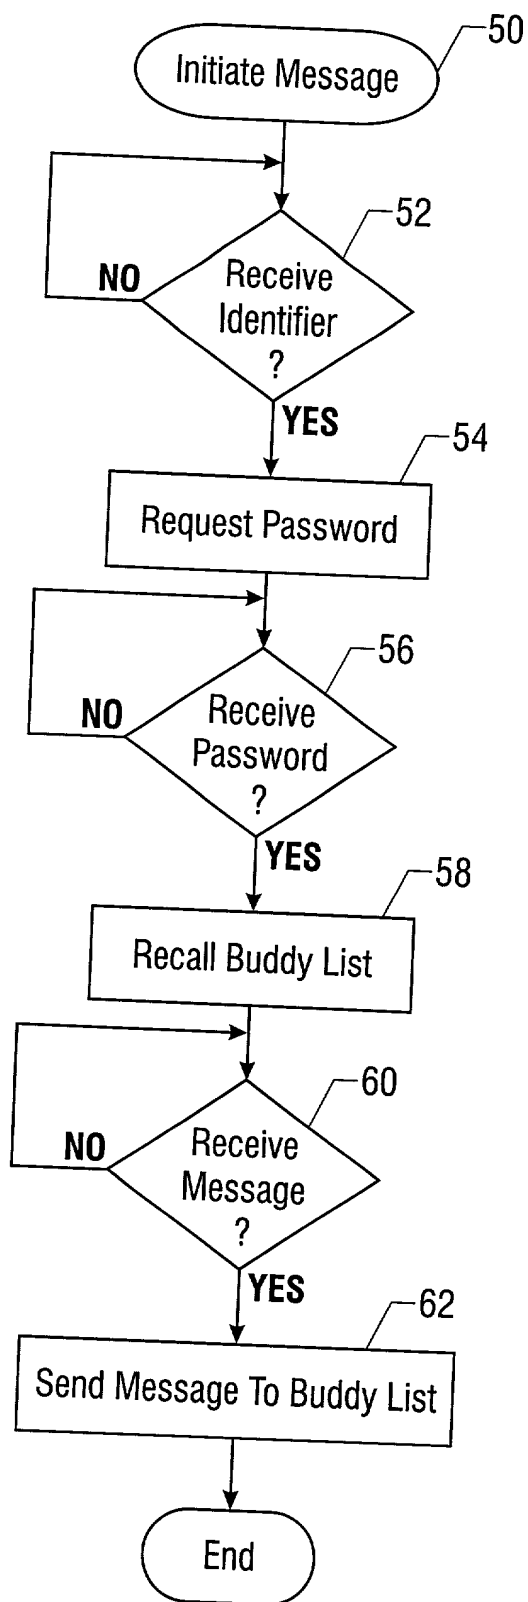 50
Initiate Message
52
Receive
Identifier
?
NO
YES
54
Request Password
56
Receive
Password
?
NO
YES
58
Recall Buddy List
60
Receive
Message
?
NO
YES
62
Send Message To Buddy List
End